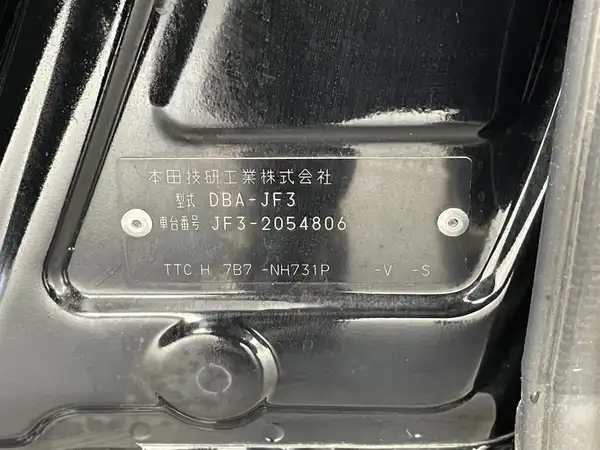 本田技研工業株式会社
型式 DBA-JF3
車台番号 JF3-2054806
TTC H 7B7 -NH731P -V -S